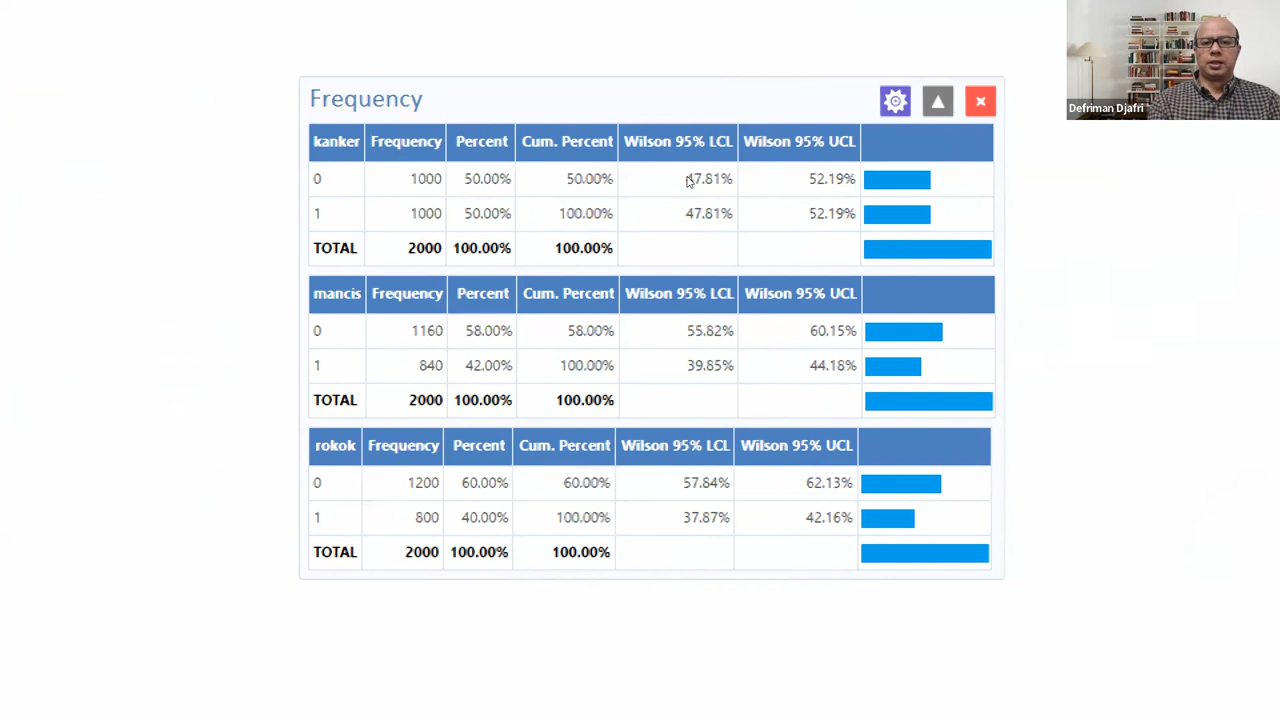 Defriman Djafri
Frequency
kanker Frequency Percent Cum. Percent Wilson 95% LCL Wilson 95% UCL
0 1000 50.00% 50.00% 47.81% 52.19%
1 1000 50.00% 100.00% 47.81% 52.19%
TOTAL 2000 100.00% 100.00%
mancis Frequency Percent Cum. Percent Wilson 95% LCL Wilson 95% UCL
0 1160 58.00% 58.00% 55.82% 60.15%
1 840 42.00% 100.00% 39.85% 44.18%
TOTAL 2000 100.00% 100.00%
rokok Frequency Percent Cum. Percent Wilson 95% LCL Wilson 95% UCL
0 1200 60.00% 60.00% 57.84% 62.13%
1 800 40.00% 100.00% 37.87% 42.16%
TOTAL 2000 100.00% 100.00%